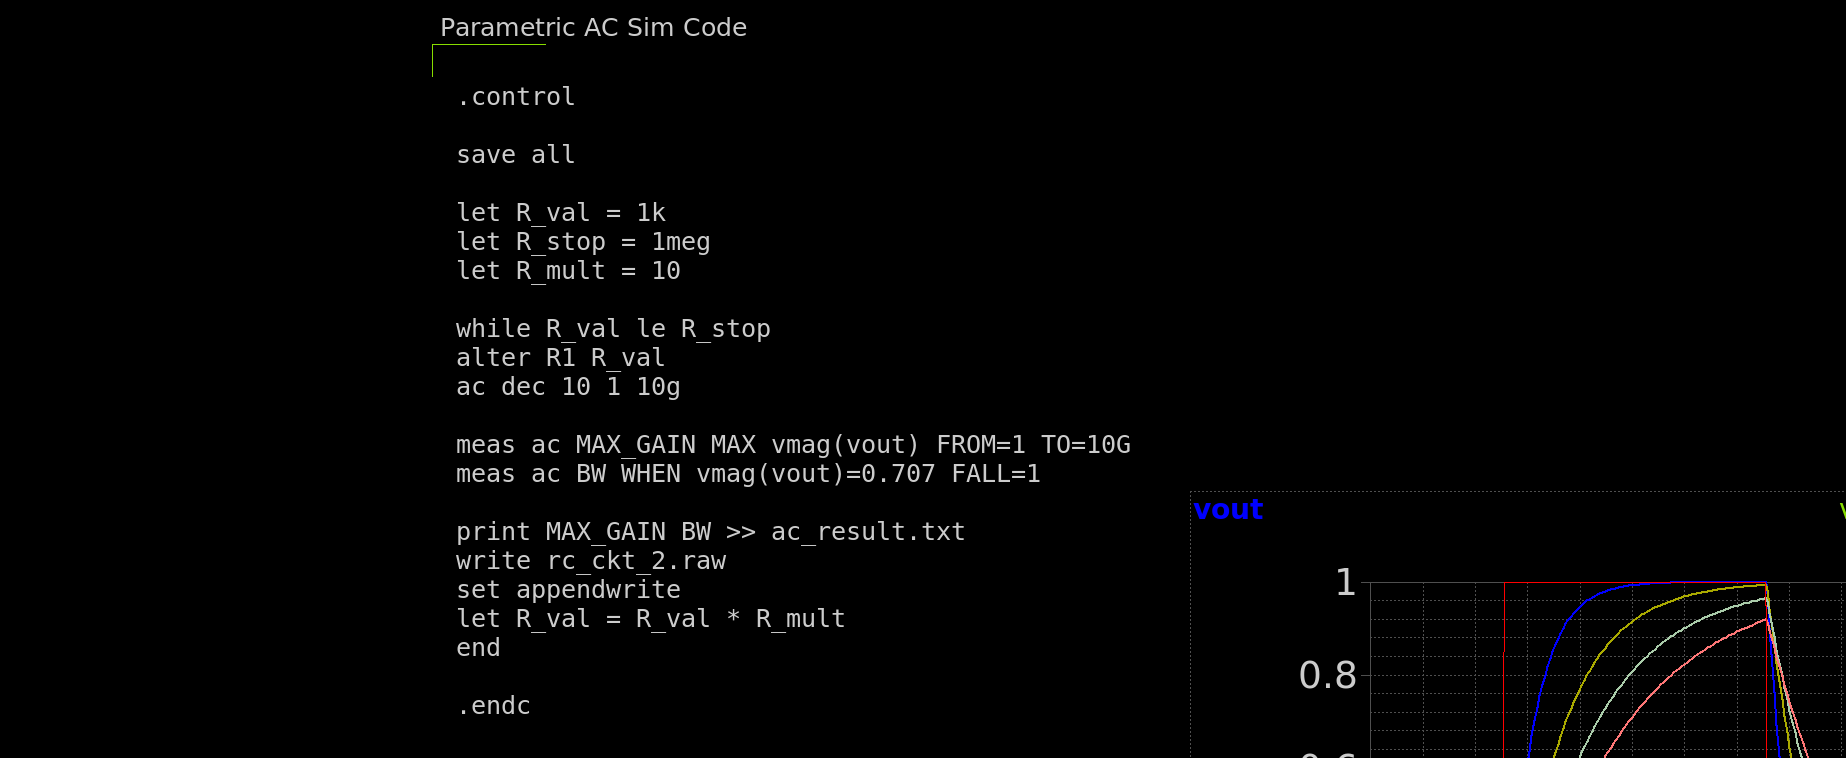 Parametric AC Sim Code
.control
save all
let R_val = 1k
let R_stop = 1meg
let R_mult = 10
while R_val le R_stop
alter R1 R_val
ac dec 10 1 10g
meas ac MAX_GAIN MAX vmag(vout) FROM=1 TO=10G
meas ac BW WHEN vmag(vout)=0.707 FALL=1
print MAX_GAIN BW >> ac_result.txt
write rc_ckt_2.raw
set appendwrite
let R_val = R_val * R_mult
end
.endc
vout
1
0.8